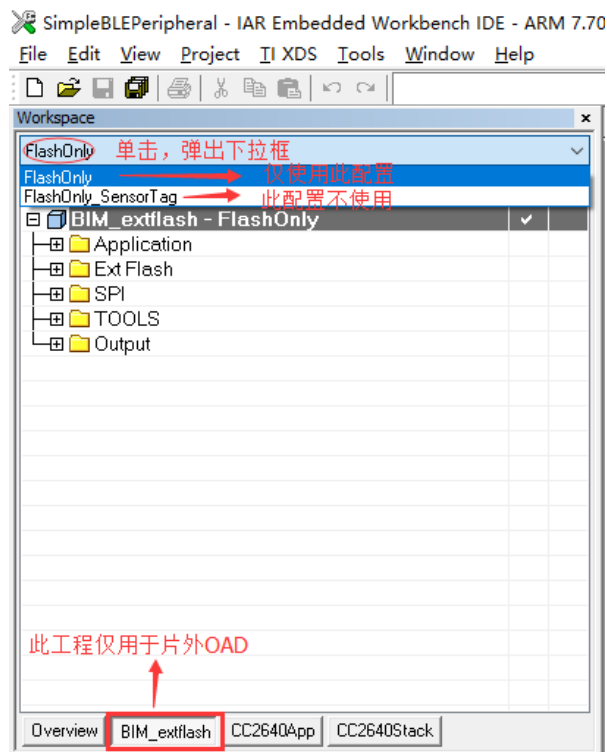 SimpleBLEPeripheral - IAR Embedded Workbench IDE - ARM 7.70
File Edit View Project TI XDS Tools Window Help
Workspace
FlashOnly 单击，弹出下拉框
FlashOnly 仅使用此配置
FlashOnly_SensorTag 此配置不使用
BIM_extflash - FlashOnly
Application
Ext Flash
SPI
TOOLS
Output
此工程仅用于片外OAD
Overview BIM_extflash CC2640App CC2640Stack